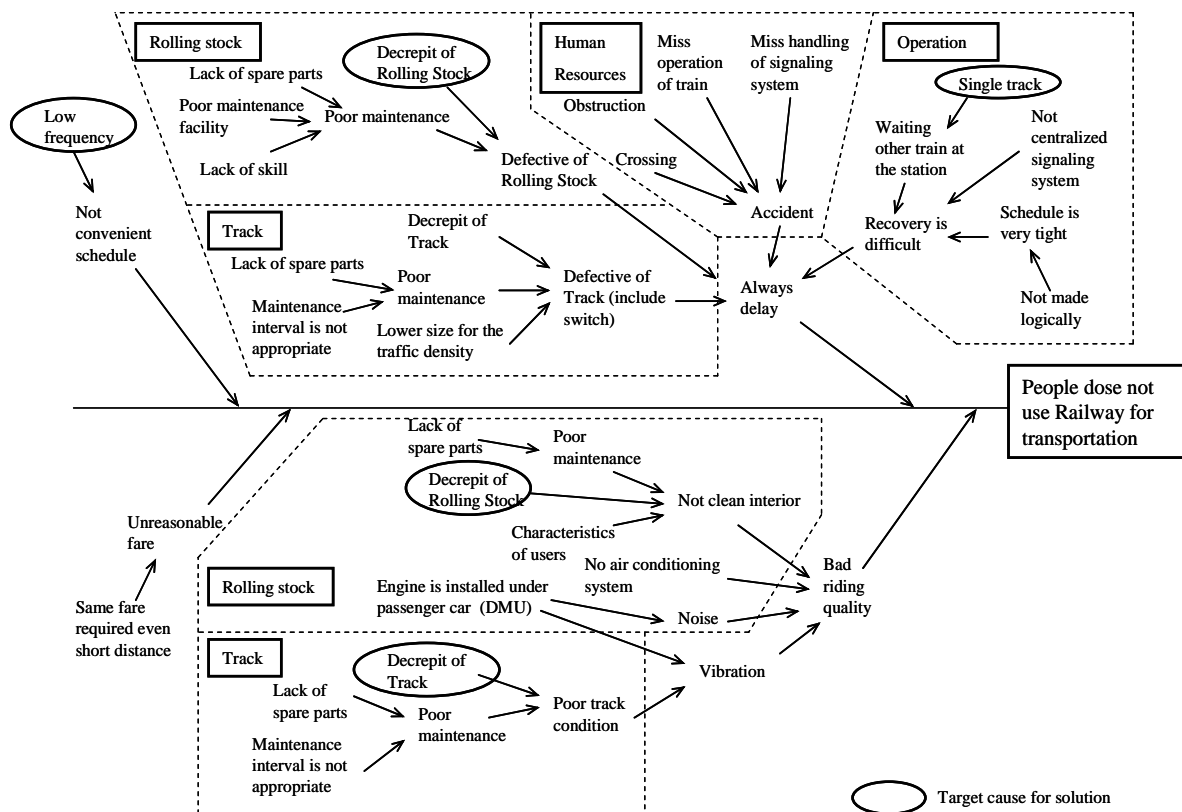 Rolling stock
Decrepit of
Rolling Stock
Lack of spare parts
Poor maintenance
facility
Poor maintenance
Lack of skill
Defective of
Rolling Stock
Low
frequency
Not
convenient
schedule
Human
Resources
Miss
operation
of train
Miss handling
of signaling
system
Obstruction
Crossing
Accident
Operation
Single track
Waiting
other train at
the station
Not
centralized
signaling
system
Recovery is
difficult
Schedule is
very tight
Not made
logically
Track
Decrepit of
Track
Lack of spare parts
Poor
maintenance
Maintenance
interval is not
appropriate
Lower size for the
traffic density
Defective of
Track (include
switch)
Always
delay
People dose not
use Railway for
transportation
Lack of
spare parts
Poor
maintenance
Decrepit of
Rolling Stock
Not clean interior
Characteristics
of users
Unreasonable
fare
Same fare
required even
short distance
Rolling stock
No air conditioning
system
Engine is installed under
passenger car (DMU)
Noise
Bad
riding
quality
Track
Decrepit of
Track
Vibration
Lack of
spare parts
Poor
maintenance
Poor track
condition
Maintenance
interval is not
appropriate
Target cause for solution